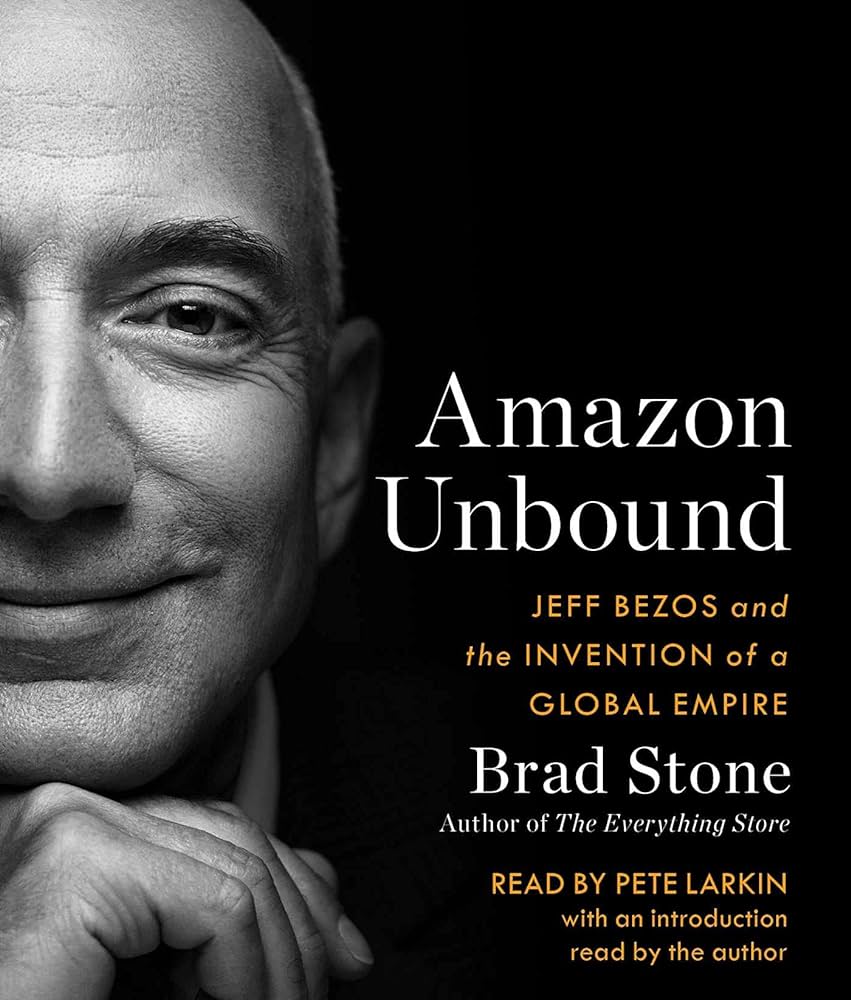 Amazon
Unbound
JEFF BEZOS and
the INVENTION of a
GLOBAL EMPIRE
Brad Stone
Author of The Everything Store
READ BY PETE LARKIN
with an introduction
read by the author